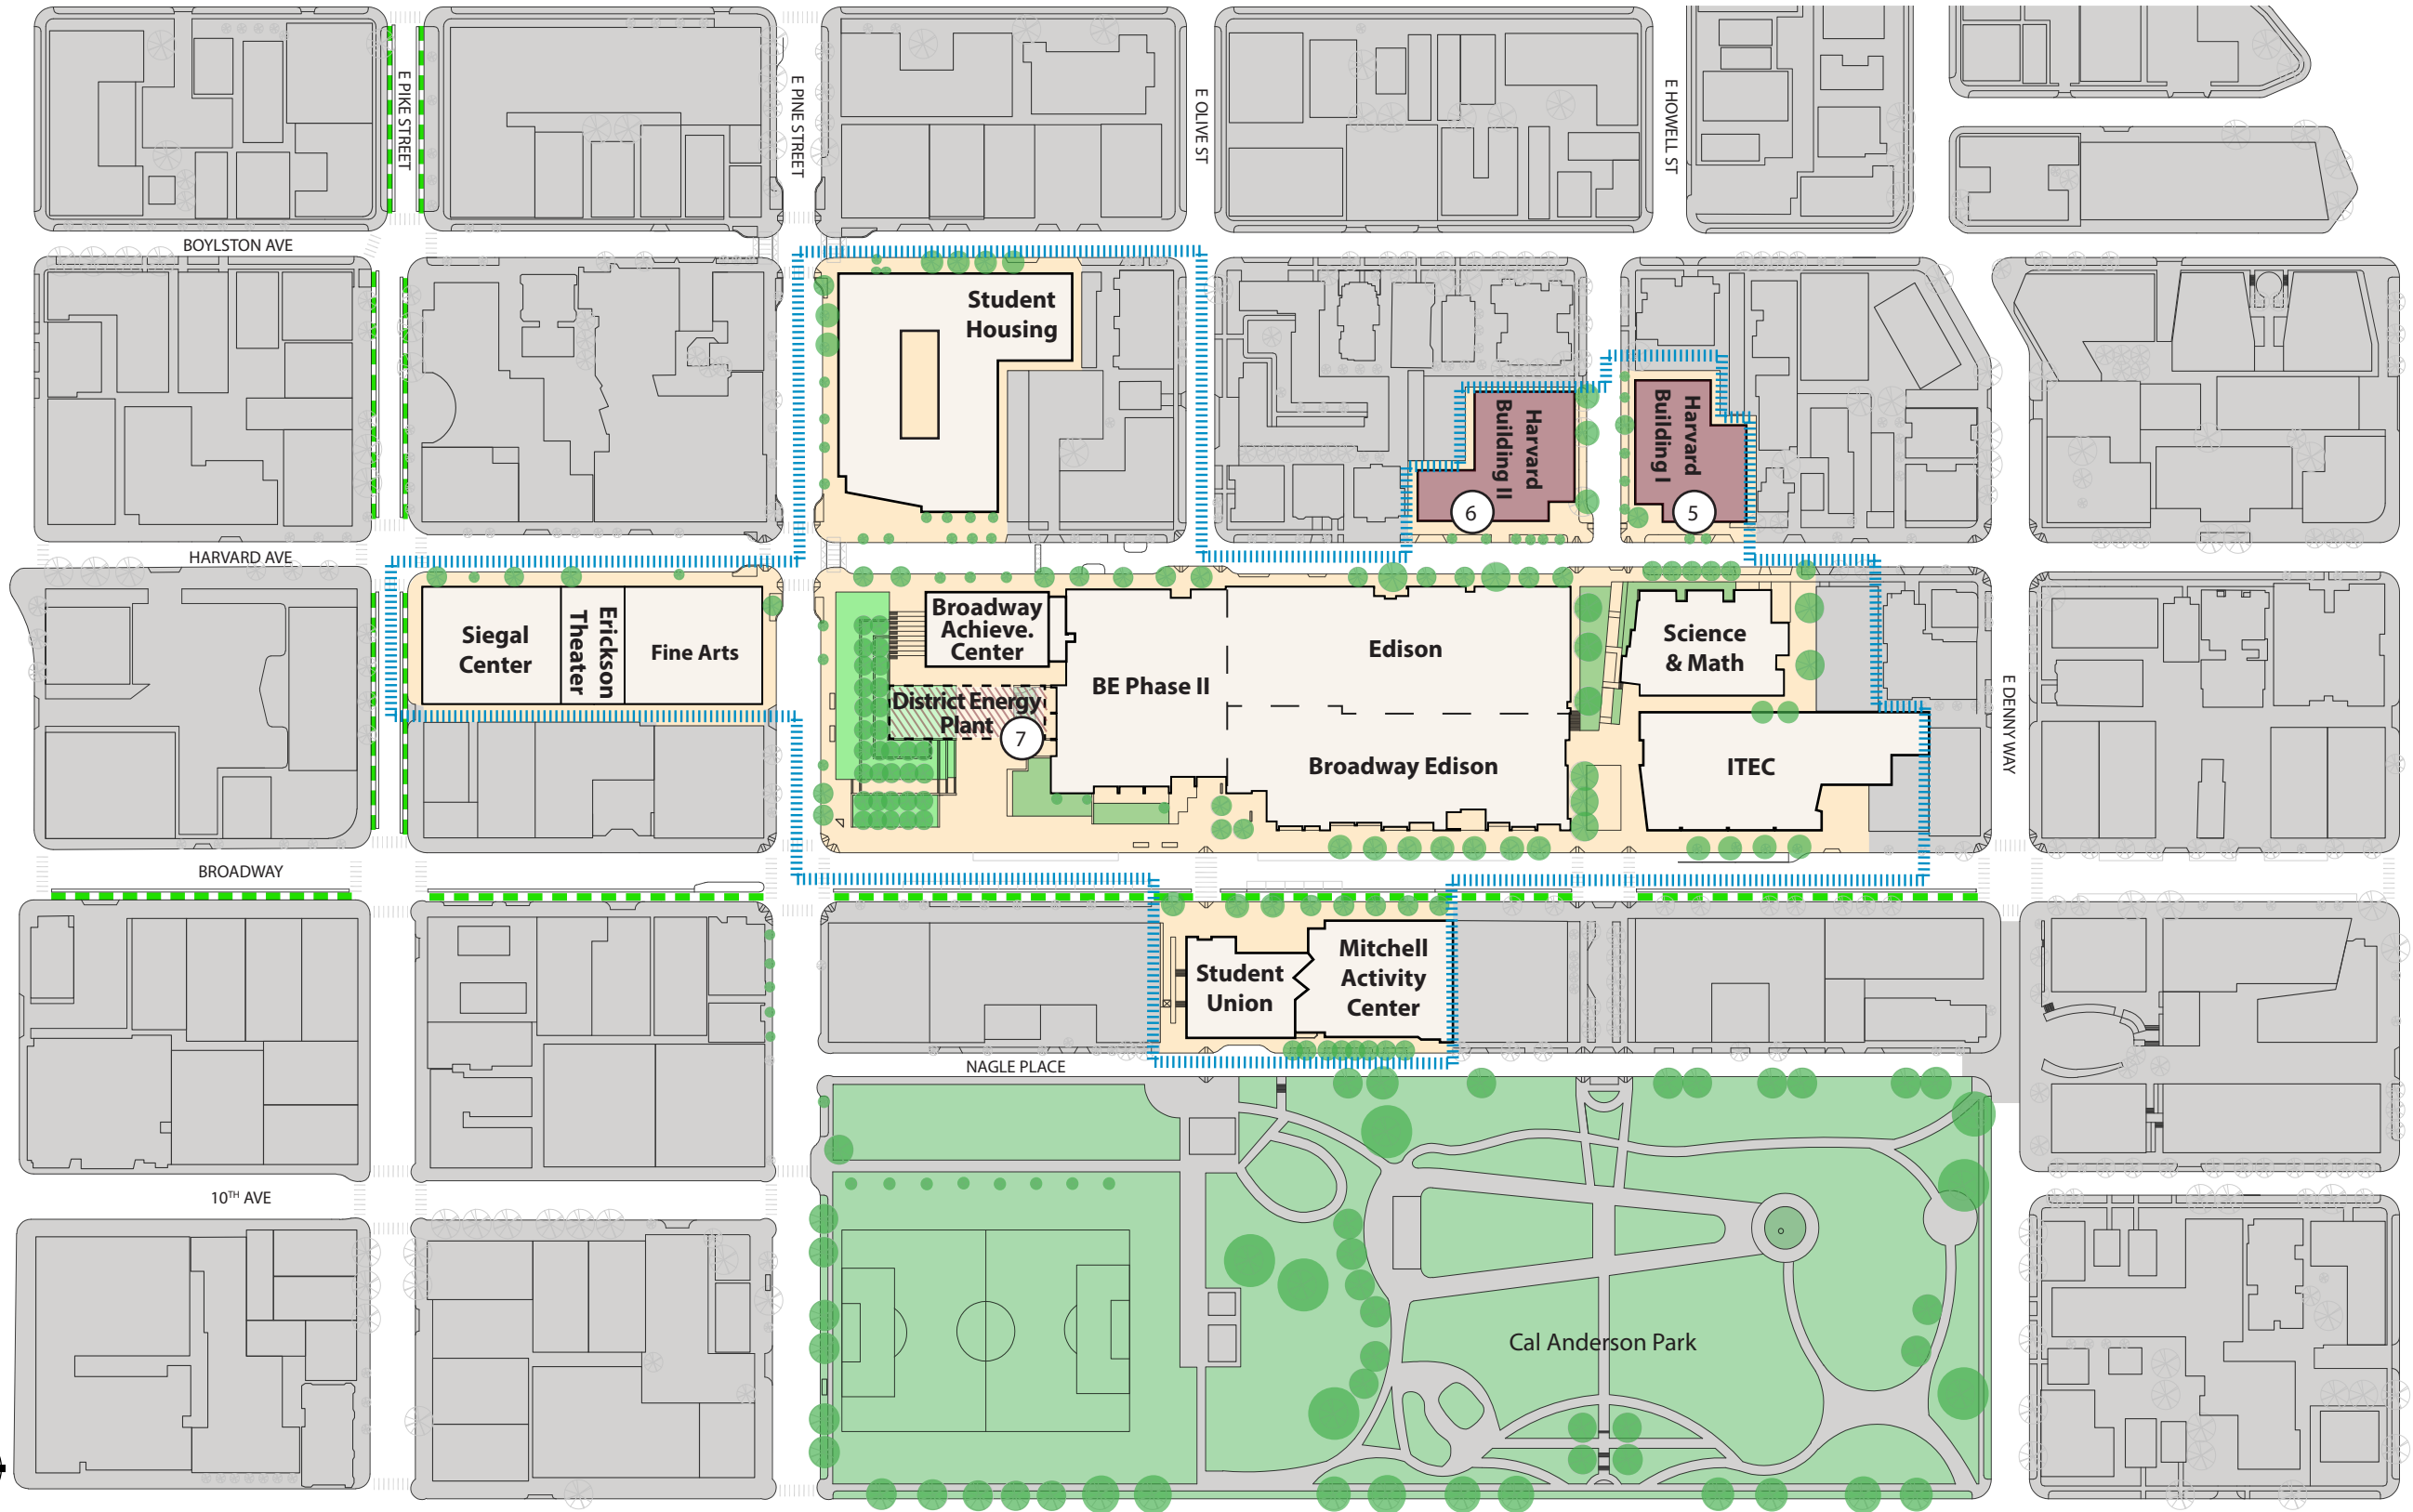 E PIKE STREET
E PINE STREET
E OLIVE ST
E HOWELL ST
BOYLSTON AVE
Student
Housing
Harvard
Building II
6
Harvard
Building I
5
HARVARD AVE
Siegal
Center
Erickson
Theater
Fine Arts
Broadway
Achieve.
Center
District Energy
Plant
7
BE Phase II
Edison
Broadway Edison
Science
& Math
ITEC
E DENNY WAY
BROADWAY
Student
Union
Mitchell
Activity
Center
NAGLE PLACE
10TH AVE
Cal Anderson Park